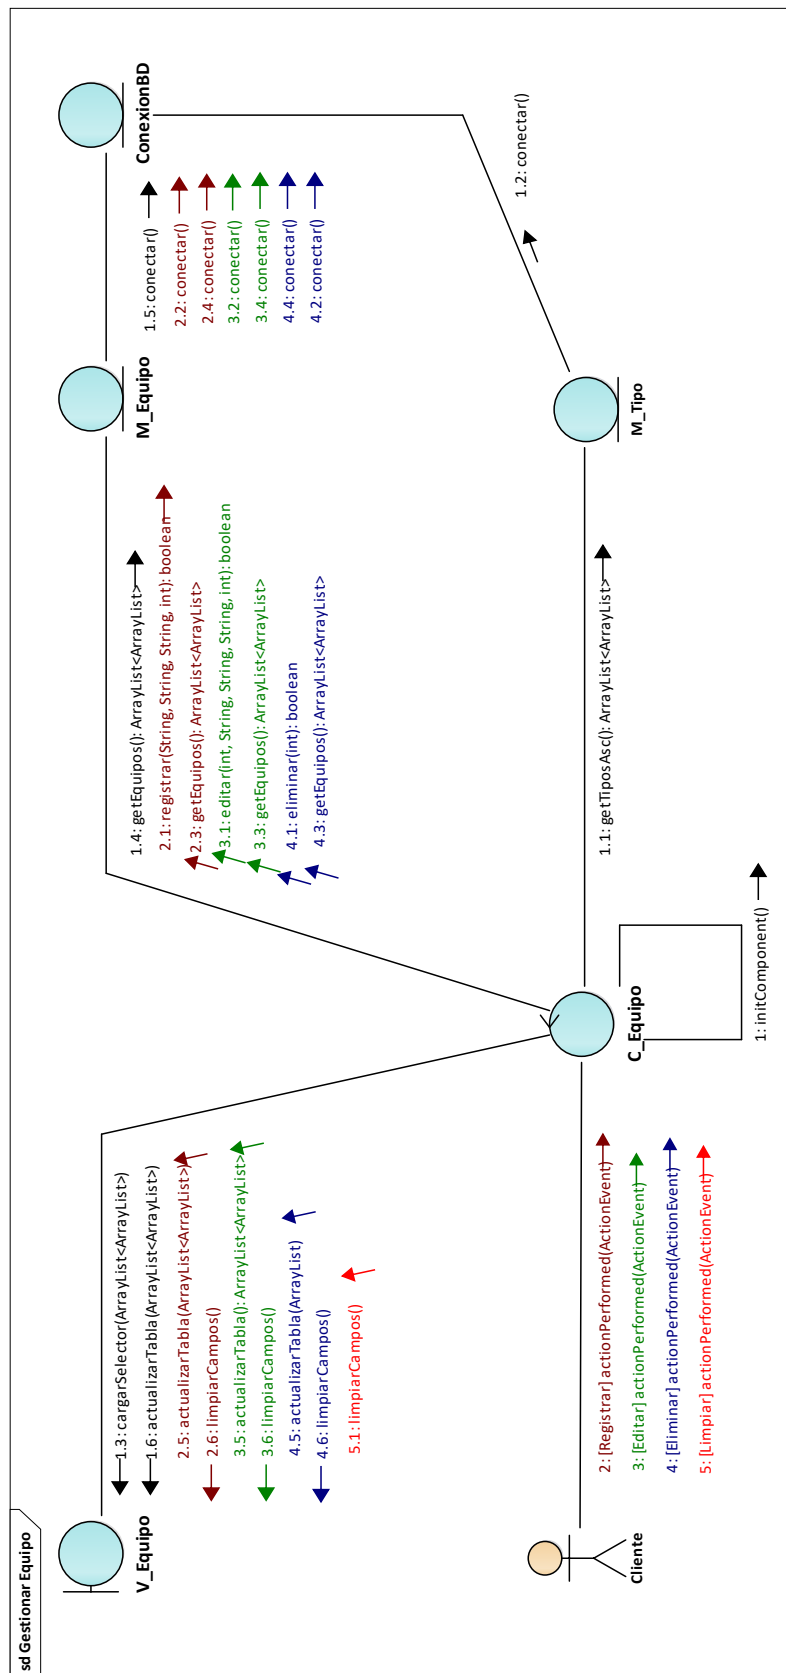 sd Gestionar Equipo
V_Equipo
1.3: cargarSelector(ArrayList<ArrayList>)
1.6: actualizarTabla(ArrayList<ArrayList>)
2.5: actualizarTabla(ArrayList<ArrayList>)
2.6: limpiarCampos()
3.5: actualizarTabla(): ArrayList<ArrayList>
3.6: limpiarCampos()
4.5: actualizarTabla(ArrayList)
4.6: limpiarCampos()
5.1: limpiarCampos()
1.4: getEquipos(): ArrayList<ArrayList>
2.1: registrar(String, String, String, int): boolean
2.3: getEquipos(): ArrayList<ArrayList>
3.1: editar(int, String, String, String, int): boolean
3.3: getEquipos(): ArrayList<ArrayList>
4.1: eliminar(int): boolean
4.3: getEquipos(): ArrayList<ArrayList>
M_Equipo
1.5: conectar()
2.2: conectar()
2.4: conectar()
3.2: conectar()
3.4: conectar()
4.4: conectar()
4.2: conectar()
ConexionBD
1.2: conectar()
Cliente
2: [Registrar] actionPerformed(ActionEvent)
3: [Editar] actionPerformed(ActionEvent)
4: [Eliminar] actionPerformed(ActionEvent)
5: [Limpiar] actionPerformed(ActionEvent)
C_Equipo
1: initComponent()
1.1: getTiposAsc(): ArrayList<ArrayList>
M_Tipo